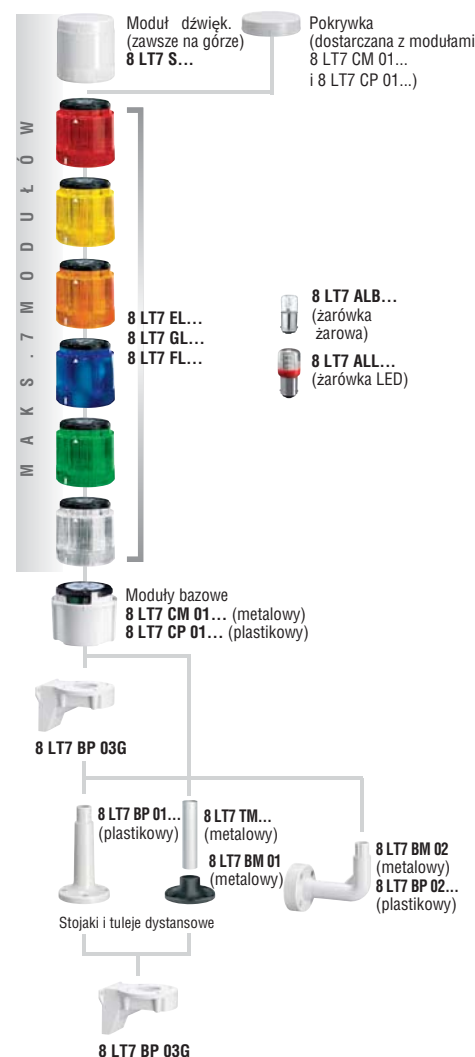 Moduł dźwięk.
(zawsze na górze)
8 LT7 S...
Pokrywka
(dostarczana z modułami
8 LT7 CM 01...
i 8 LT7 CP 01...)
MAKS. 7 MODUŁÓW
8 LT7 EL...
8 LT7 GL...
8 LT7 FL...
8 LT7 ALB...
(żarówka
żarowa)
8 LT7 ALL...
(żarówka LED)
Moduły bazowe
8 LT7 CM 01... (metalowy)
8 LT7 CP 01... (plastikowy)
8 LT7 BP 03G
8 LT7 BP 01...
(plastikowy)
8 LT7 TM...
(metalowy)
8 LT7 BM 01
(metalowy)
8 LT7 BM 02
(metalowy)
8 LT7 BP 02...
(plastikowy)
Stojaki i tuleje dystansowe
8 LT7 BP 03G